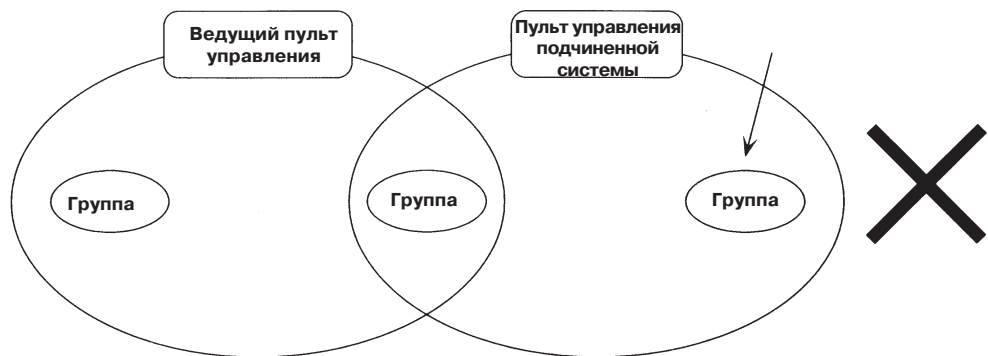 Ведущий пульт
управления
Пульт управления
подчиненной
системы
Группа
Группа
Группа